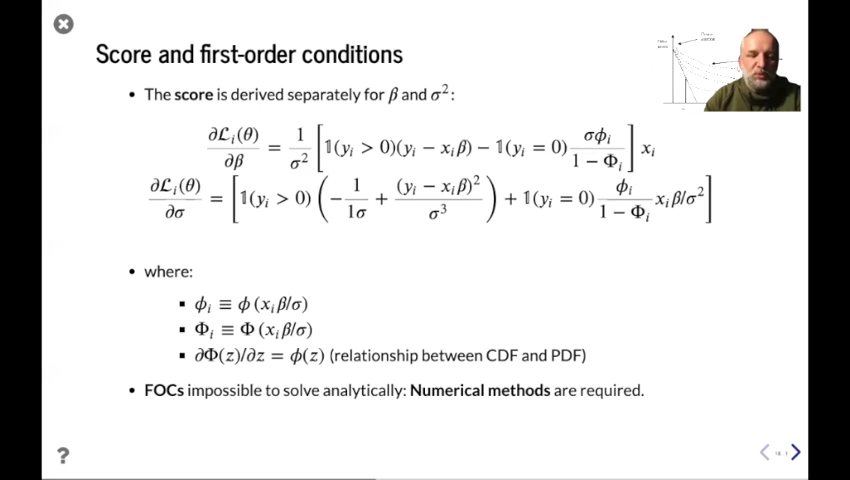 Score and first-order conditions
• The score is derived separately for β and σ²:
∂ℒᵢ(θ)/∂β = 1/σ² [𝟙(yᵢ > 0)(yᵢ − xᵢβ) − 𝟙(yᵢ = 0) σϕᵢ/(1 − Φᵢ)] xᵢ
∂ℒᵢ(θ)/∂σ = [𝟙(yᵢ > 0) (−1/1σ + (yᵢ − xᵢβ)²/σ³) + 𝟙(yᵢ = 0) ϕᵢ/(1 − Φᵢ) xᵢβ/σ²]
• where:
▪ ϕᵢ ≡ ϕ (xᵢβ/σ)
▪ Φᵢ ≡ Φ (xᵢβ/σ)
▪ ∂Φ(z)/∂z = ϕ(z) (relationship between CDF and PDF)
• FOCs impossible to solve analytically: Numerical methods are required.
?